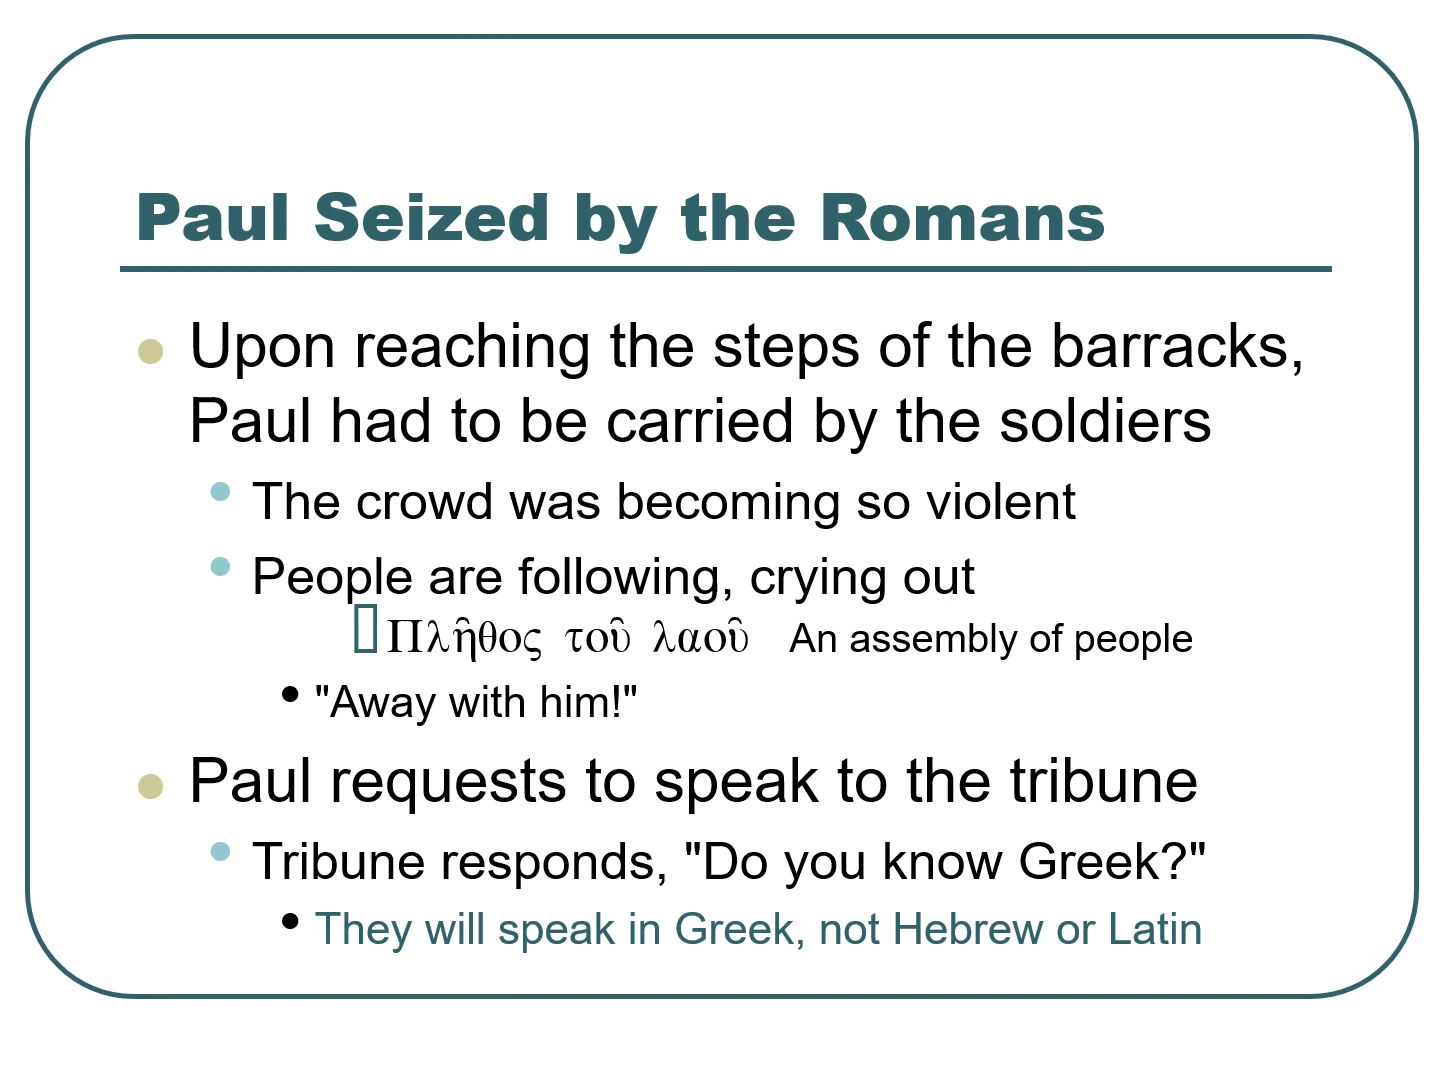 Paul Seized by the Romans
Upon reaching the steps of the barracks,
Paul had to be carried by the soldiers
The crowd was becoming so violent
People are following, crying out
Πλῆθος τοῦ λαοῦ An assembly of people
"Away with him!"
Paul requests to speak to the tribune
Tribune responds, "Do you know Greek?"
They will speak in Greek, not Hebrew or Latin